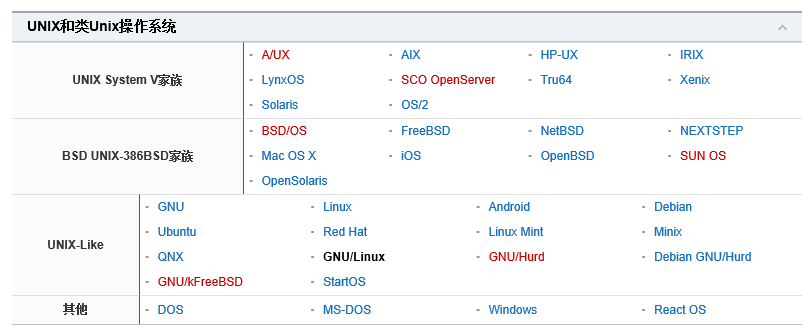 UNIX和类Unix操作系统
UNIX System V家族
- A/UX - AIX - HP-UX - IRIX
- LynxOS - SCO OpenServer - Tru64 - Xenix
- Solaris - OS/2
BSD UNIX-386BSD家族
- BSD/OS - FreeBSD - NetBSD - NEXTSTEP
- Mac OS X - iOS - OpenBSD - SUN OS
- OpenSolaris
UNIX-Like
- GNU - Linux - Android - Debian
- Ubuntu - Red Hat - Linux Mint - Minix
- QNX - GNU/Linux - GNU/Hurd - Debian GNU/Hurd
- GNU/kFreeBSD - StartOS
其他
- DOS - MS-DOS - Windows - React OS